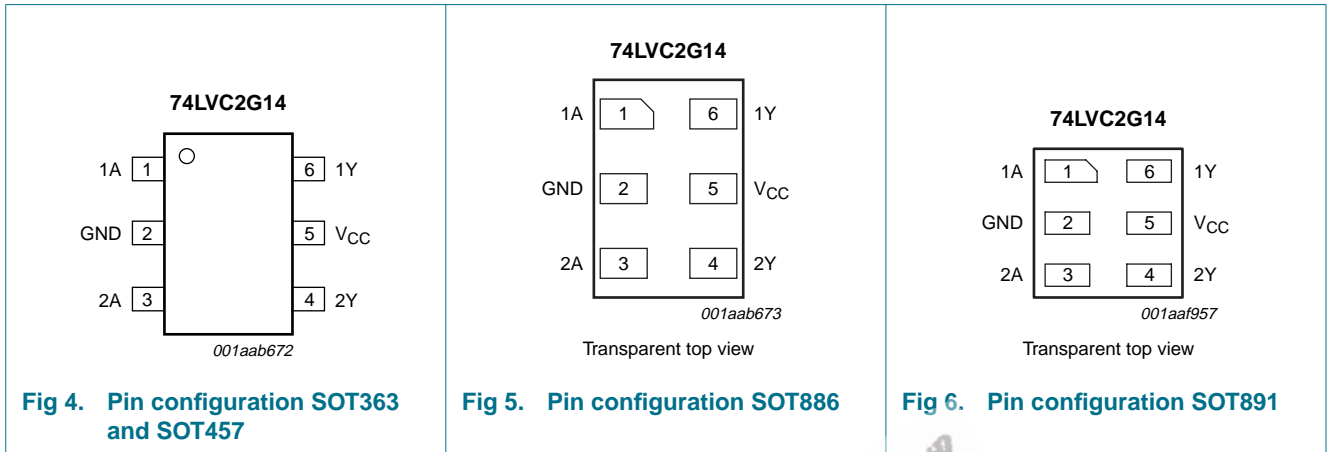 74LVC2G14
1A 1 6 1Y
GND 2 5 VCC
2A 3 4 2Y
001aab672
Fig 4. Pin configuration SOT363
and SOT457
74LVC2G14
1A 1 6 1Y
GND 2 5 VCC
2A 3 4 2Y
001aab673
Transparent top view
Fig 5. Pin configuration SOT886
74LVC2G14
1A 1 6 1Y
GND 2 5 VCC
2A 3 4 2Y
001aaf957
Transparent top view
Fig 6. Pin configuration SOT891